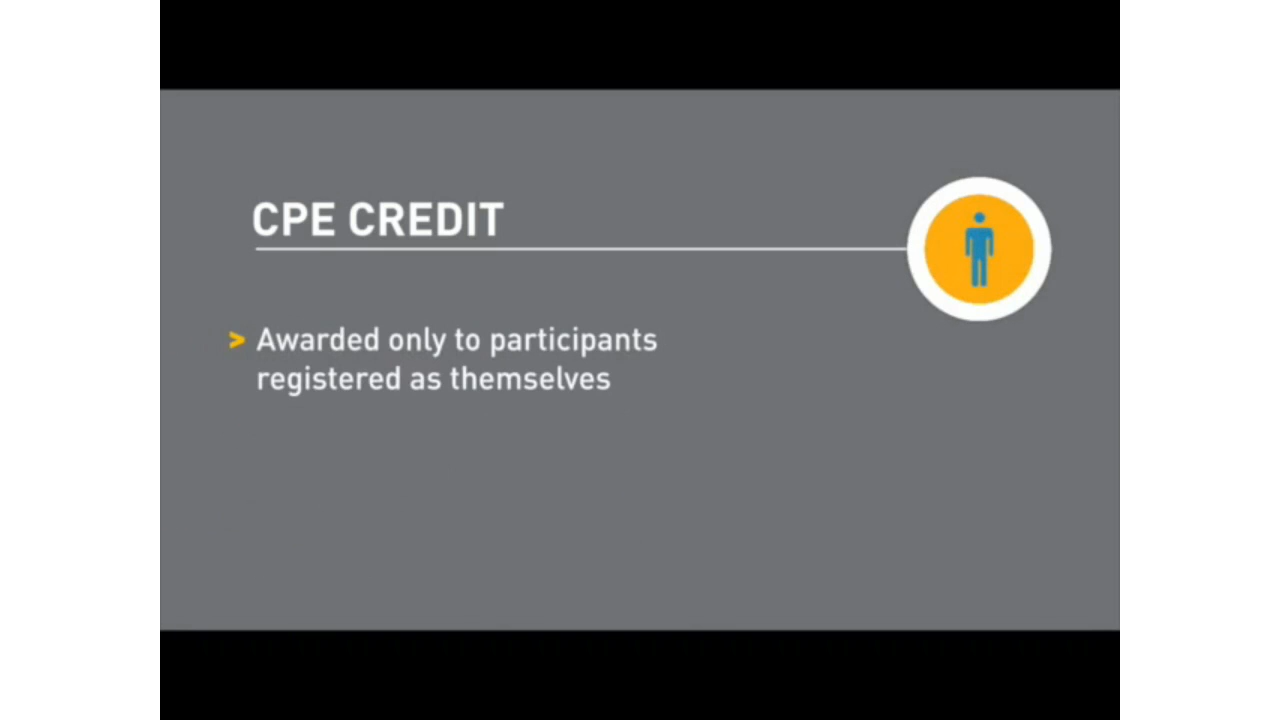 CPE CREDIT
> Awarded only to participants
registered as themselves